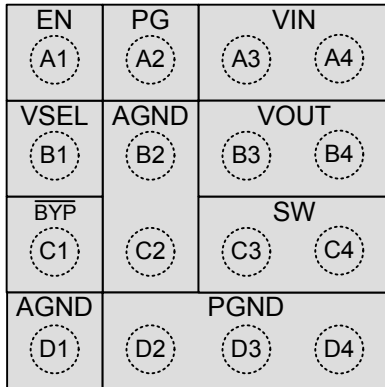 EN PG VIN
A1 A2 A3 A4
VSEL AGND VOUT
B1 B2 B3 B4
BYP SW
C1 C2 C3 C4
AGND PGND
D1 D2 D3 D4